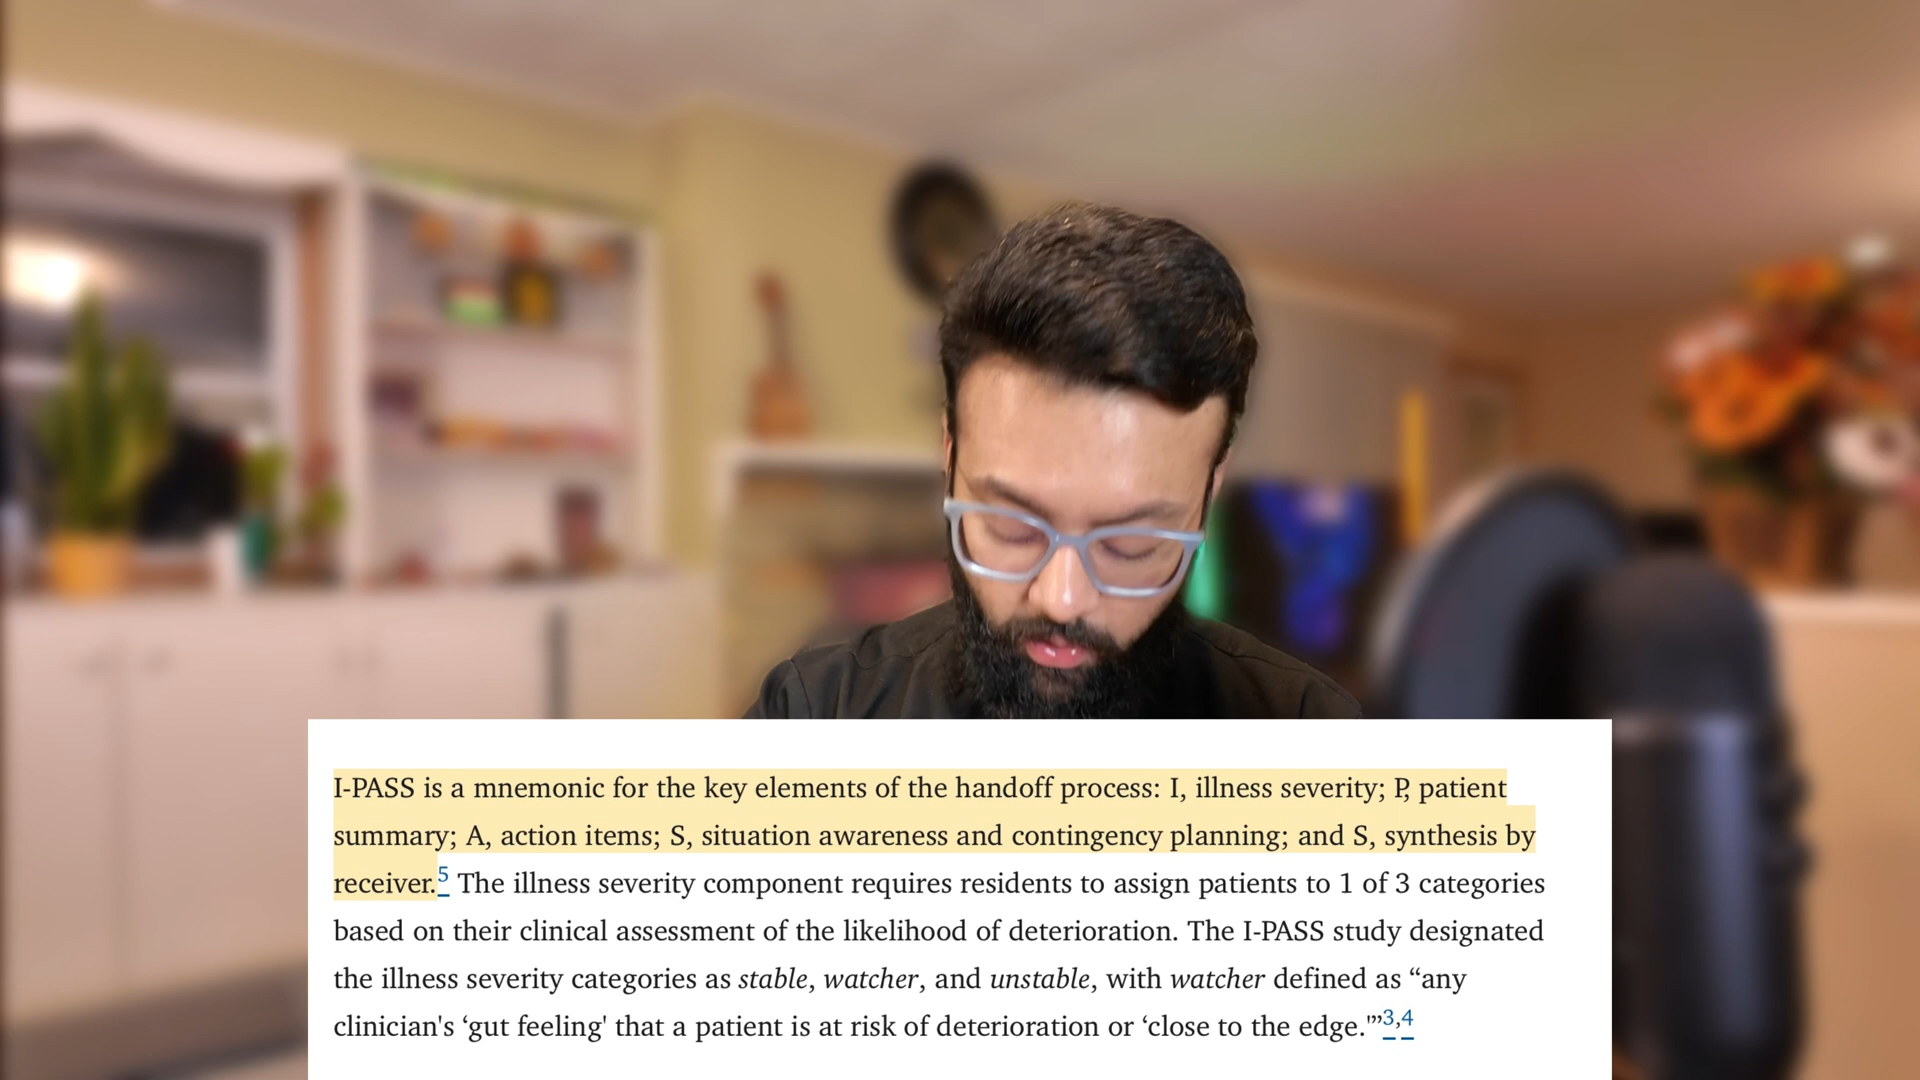 I-PASS is a mnemonic for the key elements of the handoff process: I, illness severity; P, patient
summary; A, action items; S, situation awareness and contingency planning; and S, synthesis by
receiver.5 The illness severity component requires residents to assign patients to 1 of 3 categories
based on their clinical assessment of the likelihood of deterioration. The I-PASS study designated
the illness severity categories as stable, watcher, and unstable, with watcher defined as “any
clinician's ‘gut feeling' that a patient is at risk of deterioration or ‘close to the edge.'”3,4